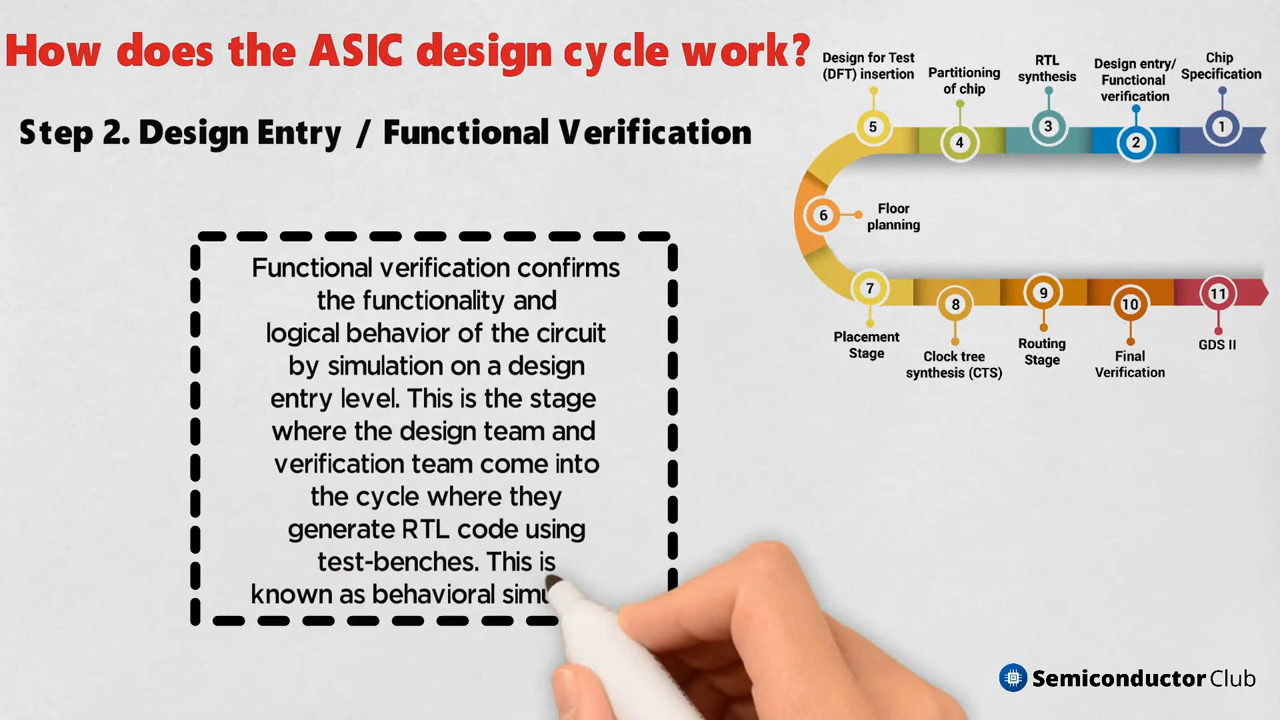 How does the ASIC design cycle work?
Step 2. Design Entry / Functional Verification
Functional verification confirms
the functionality and
logical behavior of the circuit
by simulation on a design
entry level. This is the stage
where the design team and
verification team come into
the cycle where they
generate RTL code using
test-benches. This is
known as behavioral
Chip
Specification
1
Design entry/
Functional
verification
2
RTL
synthesis
3
Partitioning
of chip
4
Design for Test
(DFT) insertion
5
6
Floor
planning
7
Placement
Stage
8
Clock tree
synthesis (CTS)
9
Routing
Stage
10
Final
Verification
11
GDS II
Semiconductor Club